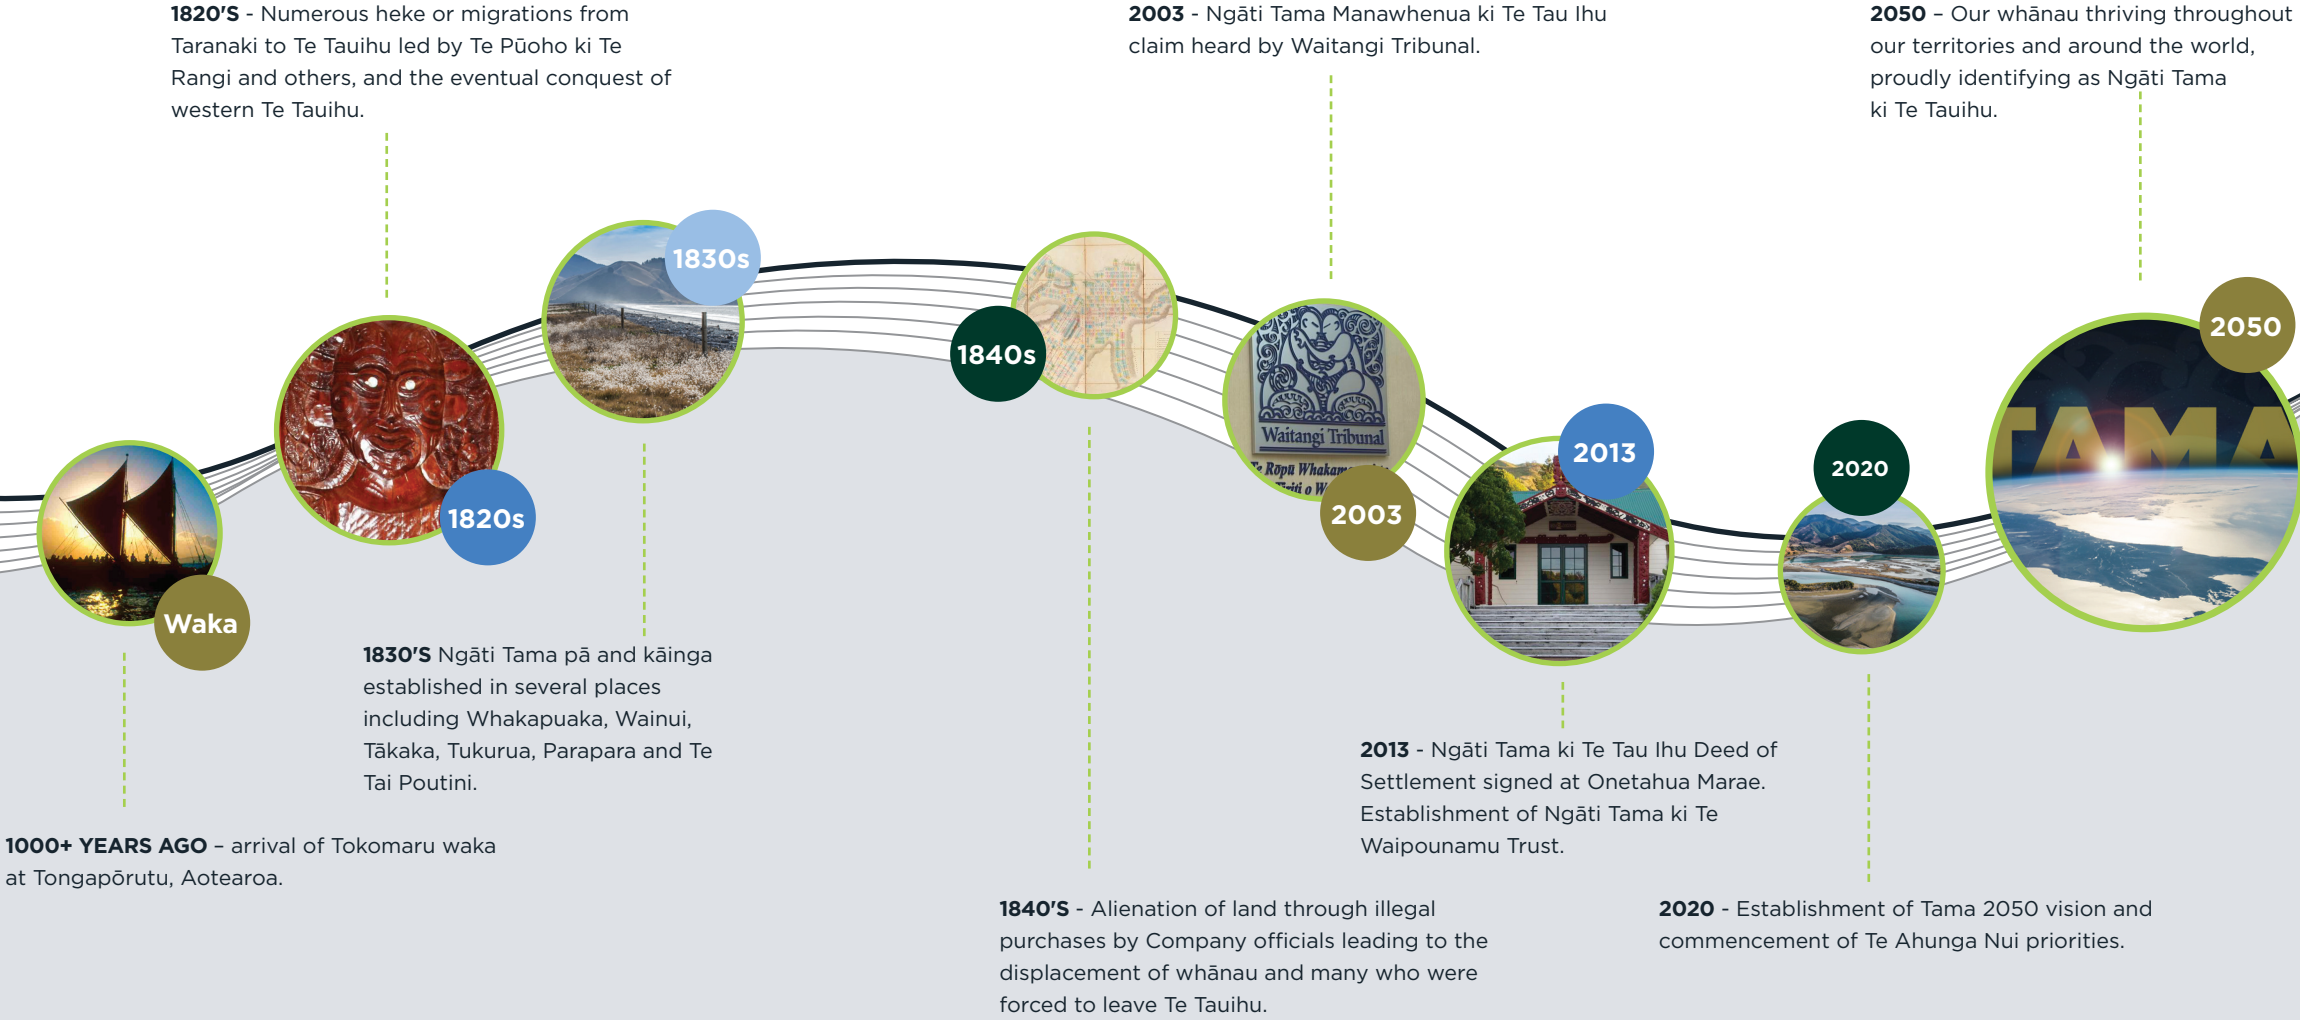 1820'S - Numerous heke or migrations from
Taranaki to Te Tauihu led by Te Pūoho ki Te
Rangi and others, and the eventual conquest of
western Te Tauihu.
2003 - Ngāti Tama Manawhenua ki Te Tau Ihu
claim heard by Waitangi Tribunal.
2050 – Our whānau thriving throughout
our territories and around the world,
proudly identifying as Ngāti Tama
ki Te Tauihu.
Waka
1820s
1830s
1840s
Waitangi Tribunal
Te Rōpū
2003
2013
2020
TAMA
2050
1830'S Ngāti Tama pā and kāinga
established in several places
including Whakapuaka, Wainui,
Tākaka, Tukurua, Parapara and Te
Tai Poutini.
1000+ YEARS AGO – arrival of Tokomaru waka
at Tongapōrutu, Aotearoa.
1840'S - Alienation of land through illegal
purchases by Company officials leading to the
displacement of whānau and many who were
forced to leave Te Tauihu.
2013 - Ngāti Tama ki Te Tau Ihu Deed of
Settlement signed at Onetahua Marae.
Establishment of Ngāti Tama ki Te
Waipounamu Trust.
2020 - Establishment of Tama 2050 vision and
commencement of Te Ahunga Nui priorities.